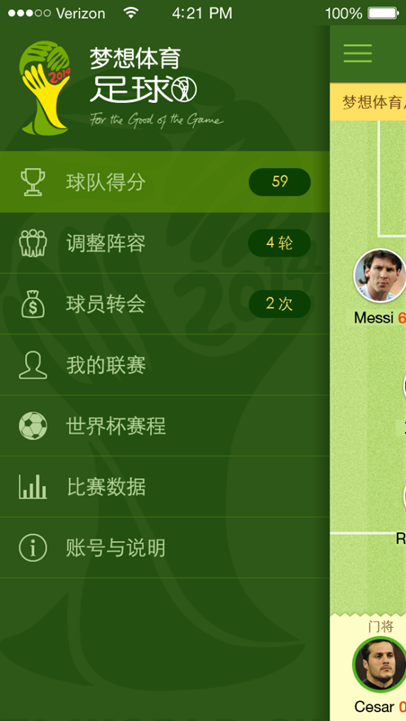 Verizon 4:21 PM 100%
2014
梦想体育
足球
For the Good of the Game
梦想体育
球队得分 59
调整阵容 4 轮
球员转会 2 次
Messi 6
我的联赛
世界杯赛程
比赛数据
R
账号与说明
门将
Cesar 0